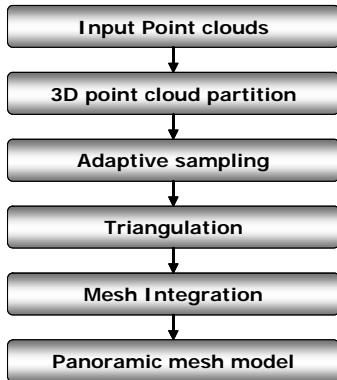 Input Point clouds
3D point cloud partition
Adaptive sampling
Triangulation
Mesh Integration
Panoramic mesh model